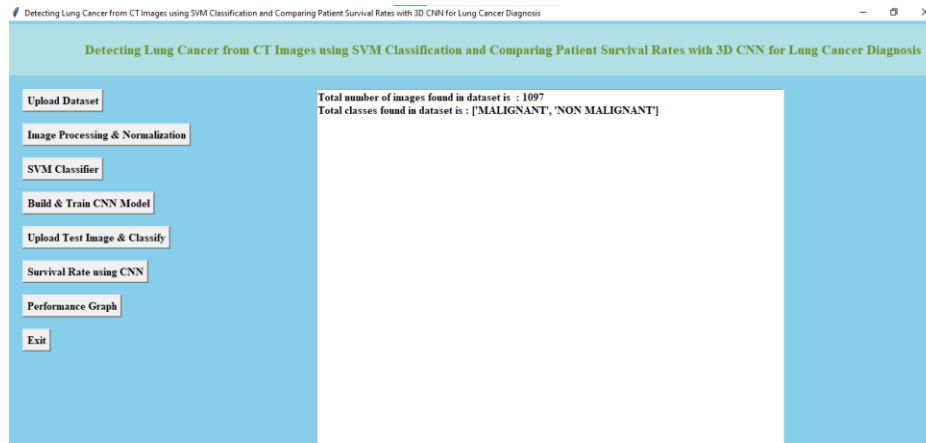 Detecting Lung Cancer from CT Images using SVM Classification and Comparing Patient Survival Rates with 3D CNN for Lung Cancer Diagnosis
Detecting Lung Cancer from CT Images using SVM Classification and Comparing Patient Survival Rates with 3D CNN for Lung Cancer Diagnosis
Upload Dataset
Image Processing & Normalization
SVM Classifier
Build & Train CNN Model
Upload Test Image & Classify
Survival Rate using CNN
Performance Graph
Exit
Total number of images found in dataset is : 1097
Total classes found in dataset is : ['MALIGNANT', 'NON MALIGNANT']